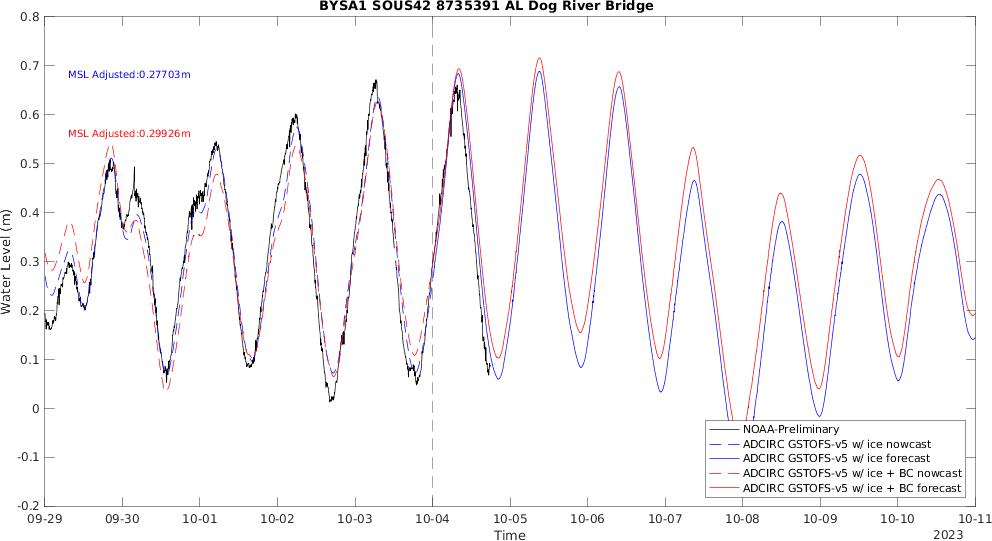 BYSA1 SOUS42 8735391 AL Dog River Bridge
0.8
0.7
0.6
0.5
0.4
0.3
0.2
0.1
0
-0.1
-0.2
Water Level (m)
MSL Adjusted:0.27703m
MSL Adjusted:0.29926m
NOAA-Preliminary
ADCIRC GSTOFS-v5 w/ ice nowcast
ADCIRC GSTOFS-v5 w/ ice forecast
ADCIRC GSTOFS-v5 w/ ice + BC nowcast
ADCIRC GSTOFS-v5 w/ ice + BC forecast
09-29 09-30 10-01 10-02 10-03 10-04 10-05 10-06 10-07 10-08 10-09 10-10 10-11
Time
2023